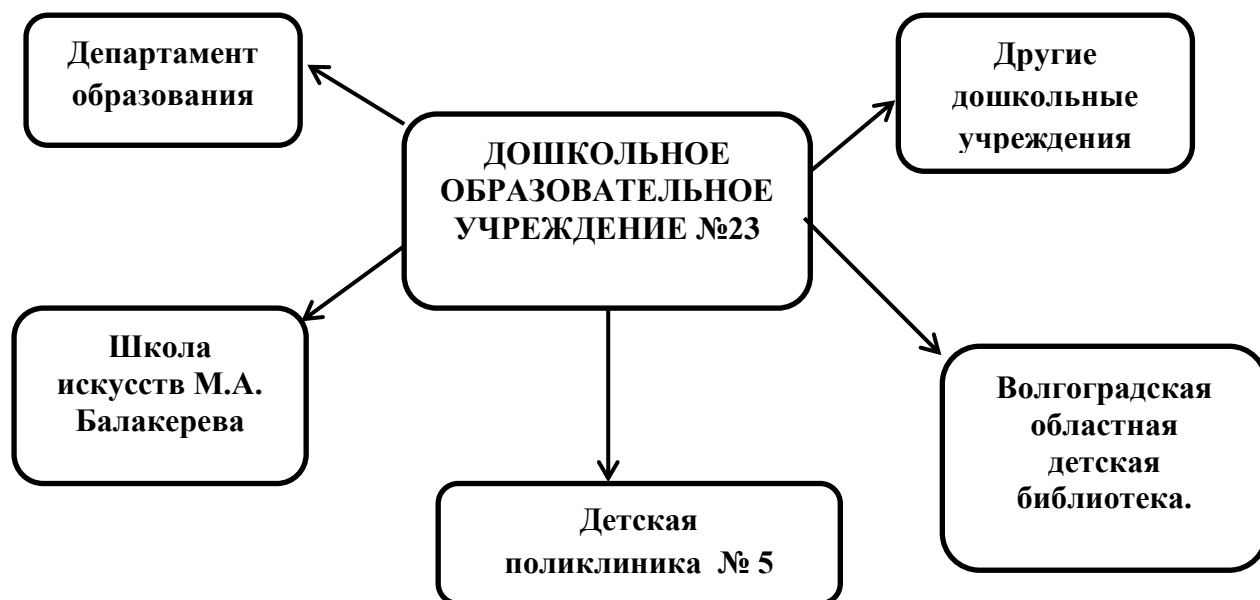 Департамент
образования
Другие
дошкольные
учреждения
ДОШКОЛЬНОЕ
ОБРАЗОВАТЕЛЬНОЕ
УЧРЕЖДЕНИЕ №23
Школа
искусств М.А.
Балакерева
Волгоградская
областная
детская
библиотека.
Детская
поликлиника № 5